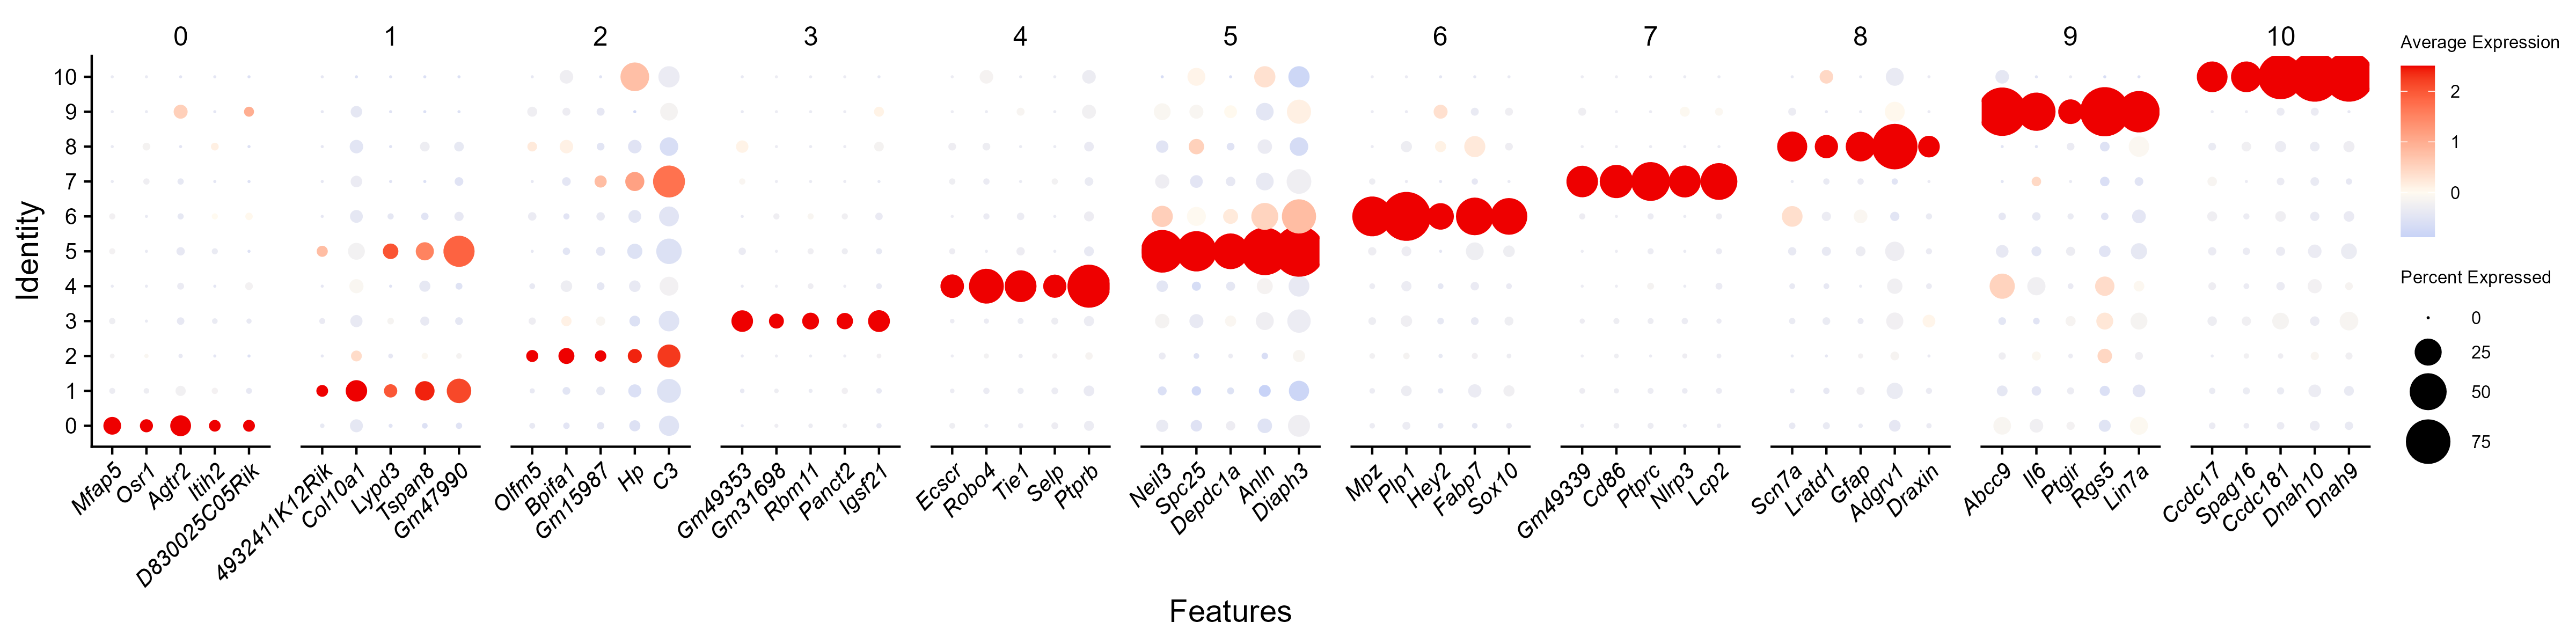 0 1 2 3 4 5 6 7 8 9 10
Average Expression
2
1
0
Percent Expressed
0
25
50
75
Identity
10
9
8
7
6
5
4
3
2
1
0
Mfap5 Osr1 Agtr2 Itih2 D830025C05Rik
4932411K12Rik Col10a1 Lypd3 Tspan8 Gm47990
Olfm5 Bpifa1 Gm15987 Hp C3
Gm49353 Gm31698 Rbm11 Panct2 Igsf21
Ecscr Robo4 Tie1 Selp Ptprb
Neil3 Spc25 Depdc1a Anln Diaph3
Mpz Plp1 Hey2 Fabp7 Sox10
Gm49339 Cd86 Ptprc Nlrp3 Lcp2
Scn7a Lratd1 Gfap Adgrv1 Draxin
Abcc9 Il6 Ptgir Rgs5 Lin7a
Ccdc17 Spag16 Ccdc181 Dnah10 Dnah9
Features